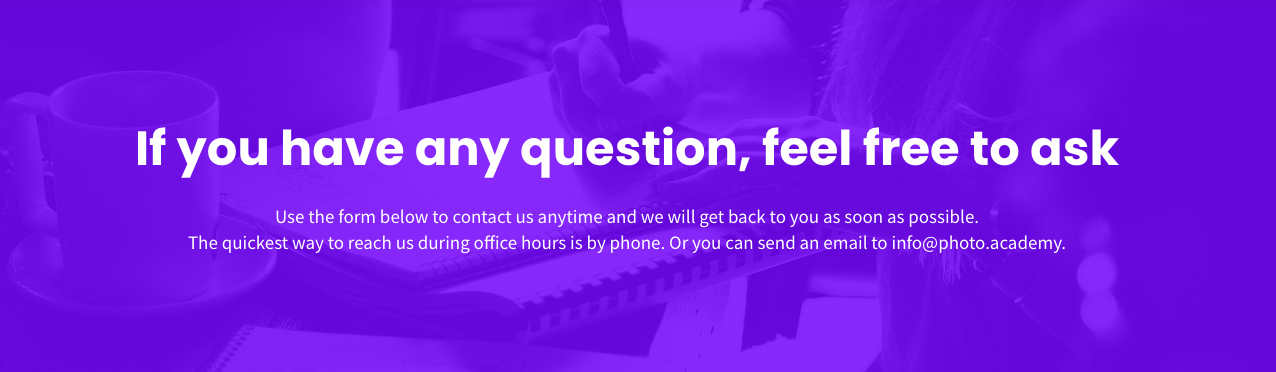 If you have any question, feel free to ask
Use the form below to contact us anytime and we will get back to you as soon as possible.
The quickest way to reach us during office hours is by phone. Or you can send an email to info@photo.academy.